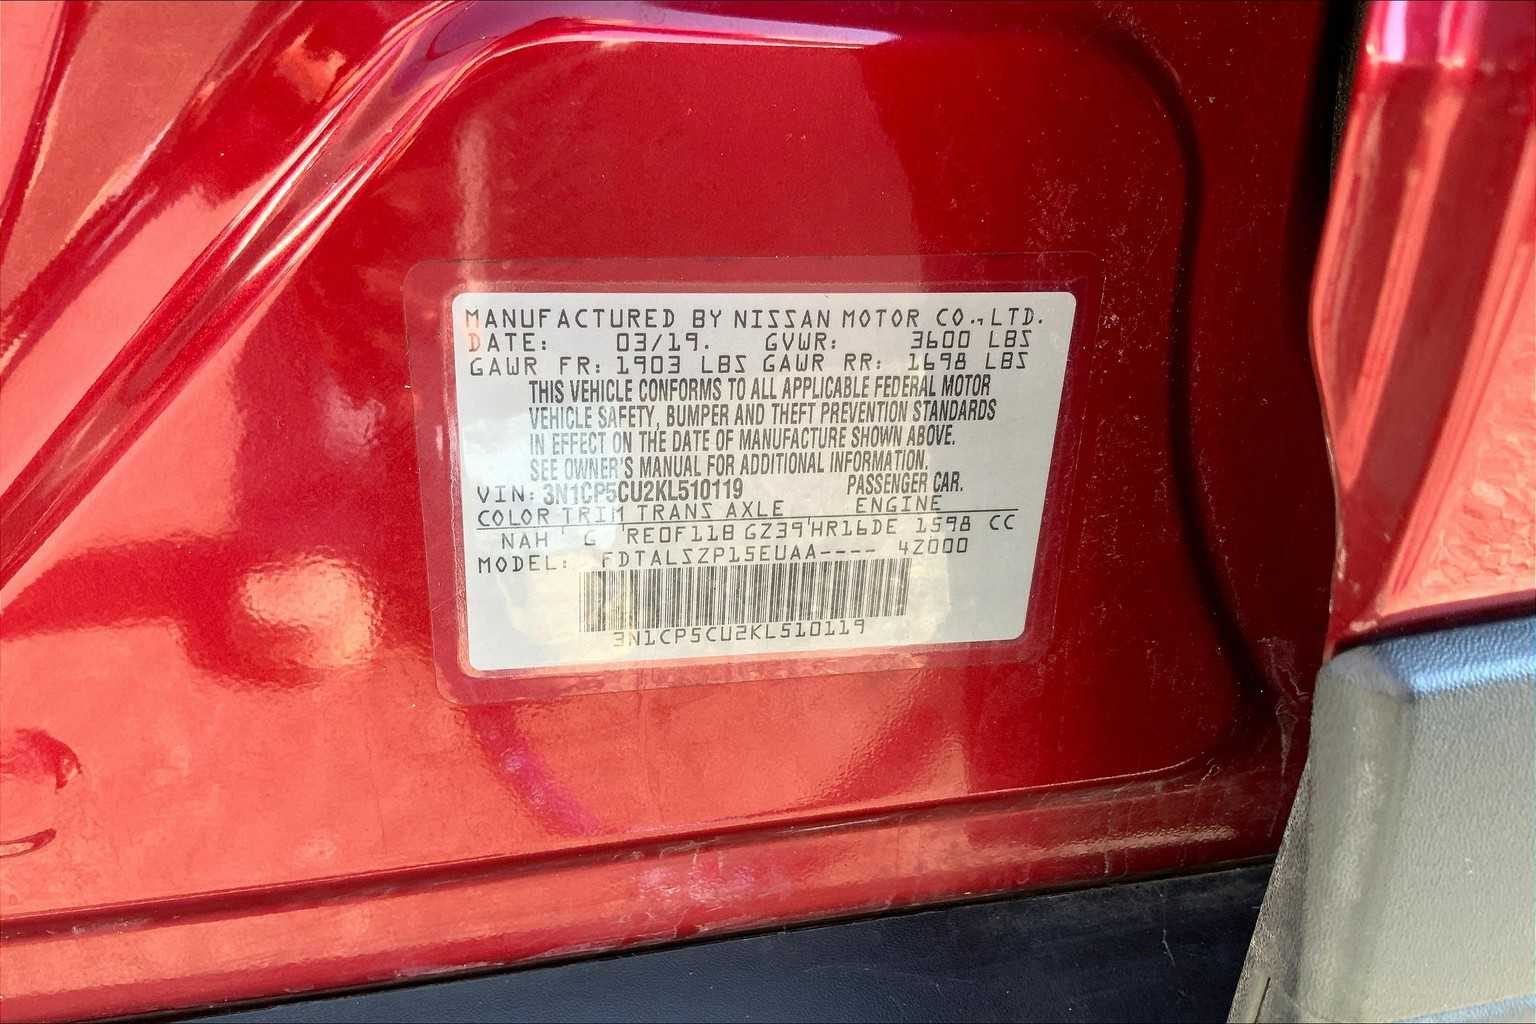 MANUFACTURED BY NISSAN MOTOR CO.,LTD.
DATE: 03/19. GVWR: 3600 LBS
GAWR FR: 1903 LBS GAWR RR: 1698 LBS
THIS VEHICLE CONFORMS TO ALL APPLICABLE FEDERAL MOTOR
VEHICLE SAFETY, BUMPER AND THEFT PREVENTION STANDARDS
IN EFFECT ON THE DATE OF MANUFACTURE SHOWN ABOVE.
SEE OWNER'S MANUAL FOR ADDITIONAL INFORMATION.
VIN: 3N1CP5CU2KL510119 PASSENGER CAR.
COLOR TRIM TRANS AXLE ENGINE
NAH G RE0F11B GZ39 HR16DE 1598 CC
MODEL: FDTALSZP15EUAA---- 4Z000
3N1CP5CU2KL510119